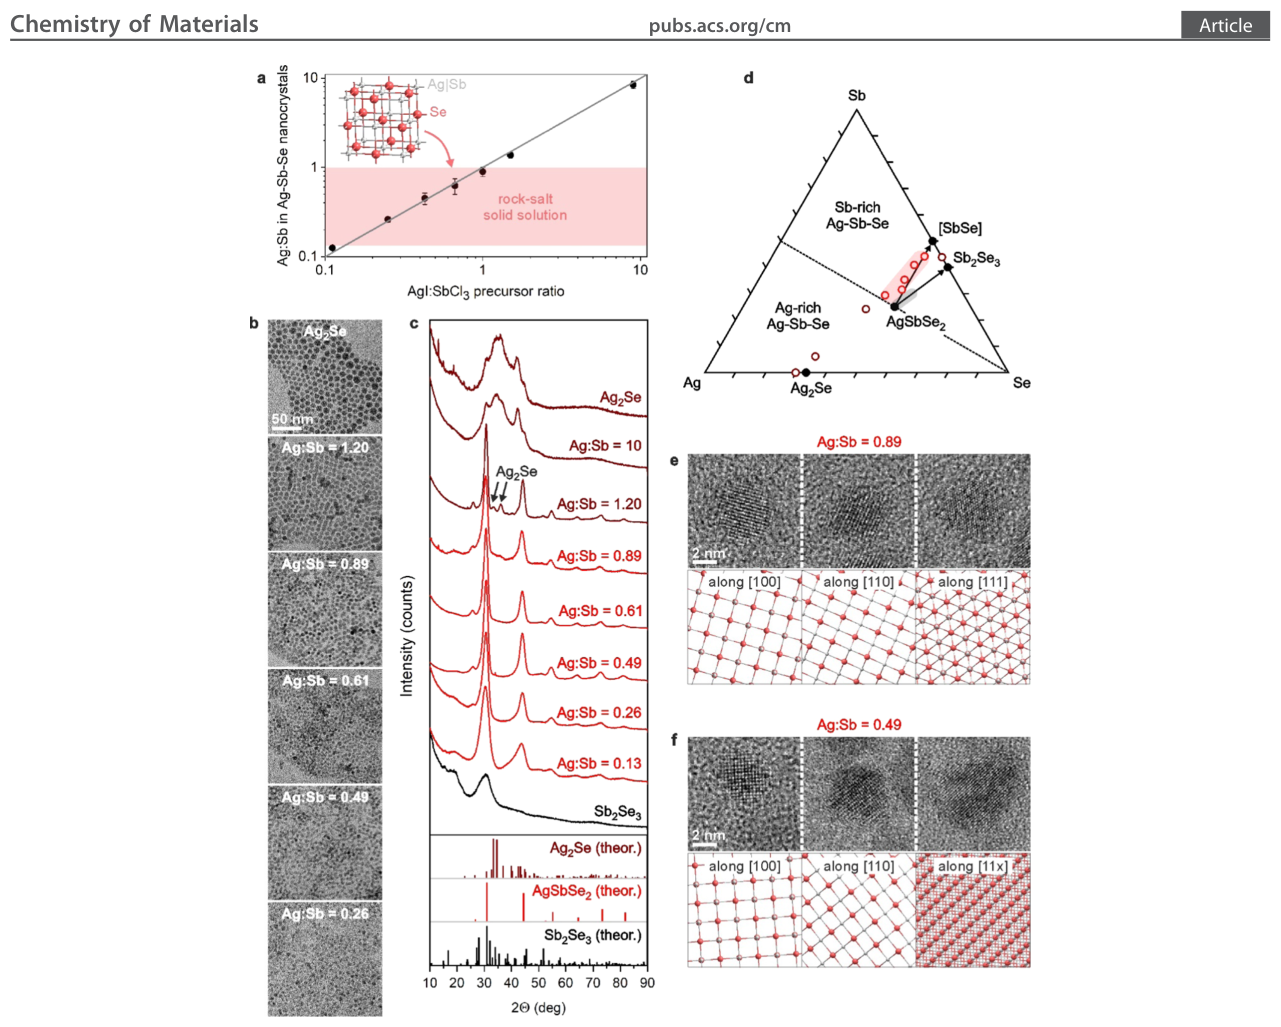 Chemistry of Materials
pubs.acs.org/cm
Article
a
Ag:Sb in Ag-Sb-Se nanocrystals
10
1
0.1
Ag|Sb
Se
rock-salt
solid solution
0.1
1
10
AgI:SbCl3 precursor ratio
b
Ag2Se
50 nm
Ag:Sb = 1.20
Ag:Sb = 0.89
Ag:Sb = 0.61
Ag:Sb = 0.49
Ag:Sb = 0.26
c
Intensity (counts)
Ag2Se
Ag:Sb = 10
Ag2Se
Ag:Sb = 1.20
Ag:Sb = 0.89
Ag:Sb = 0.61
Ag:Sb = 0.49
Ag:Sb = 0.26
Ag:Sb = 0.13
Sb2Se3
Ag2Se (theor.)
AgSbSe2 (theor.)
Sb2Se3 (theor.)
10 20 30 40 50 60 70 80 90
2Θ (deg)
d
Sb
Sb-rich
Ag-Sb-Se
[SbSe]
Sb2Se3
Ag-rich
Ag-Sb-Se
AgSbSe2
Ag
Ag2Se
Se
e
Ag:Sb = 0.89
2 nm
along [100]
along [110]
along [111]
f
Ag:Sb = 0.49
2 nm
along [100]
along [110]
along [11x]